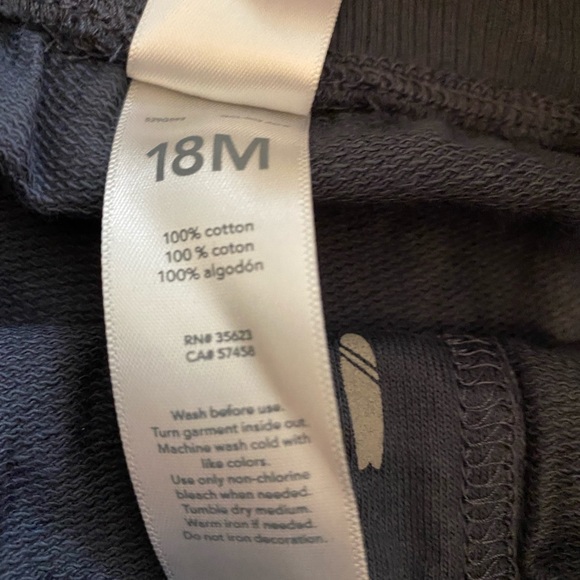 18M
100% cotton
100 % coton
100% algodón
RN# 35623
CA# 57458
Wash before use.
Turn garment inside out.
Machine wash cold with
like colors.
Use only non-chlorine
bleach when needed.
Tumble dry medium.
Warm iron if needed.
Do not iron decoration.